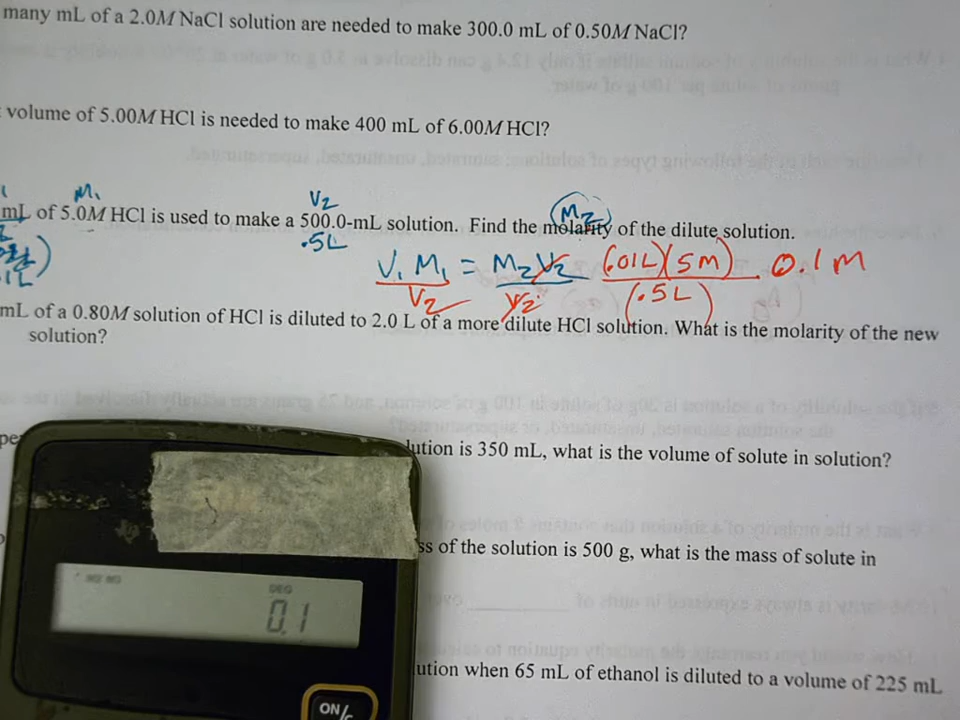 many mL of a 2.0M NaCl solution are needed to make 300.0 mL of 0.50M NaCl?
volume of 5.00M HCl is needed to make 400 mL of 6.00M HCl?
M₁ V₂
mL of 5.0M HCl is used to make a 500.0-mL solution. Find the molarity of the dilute solution.
M₂
.5L
V₁ M₁ = M₂ V₂ (.01L)(5M) 0.1 M
V₂ V₂ (.5L)
mL of a 0.80M solution of HCl is diluted to 2.0 L of a more dilute HCl solution. What is the molarity of the new
solution?
lution is 350 mL, what is the volume of solute in solution?
ss of the solution is 500 g, what is the mass of solute in
DEG
0.1
ution when 65 mL of ethanol is diluted to a volume of 225 mL
ON/C